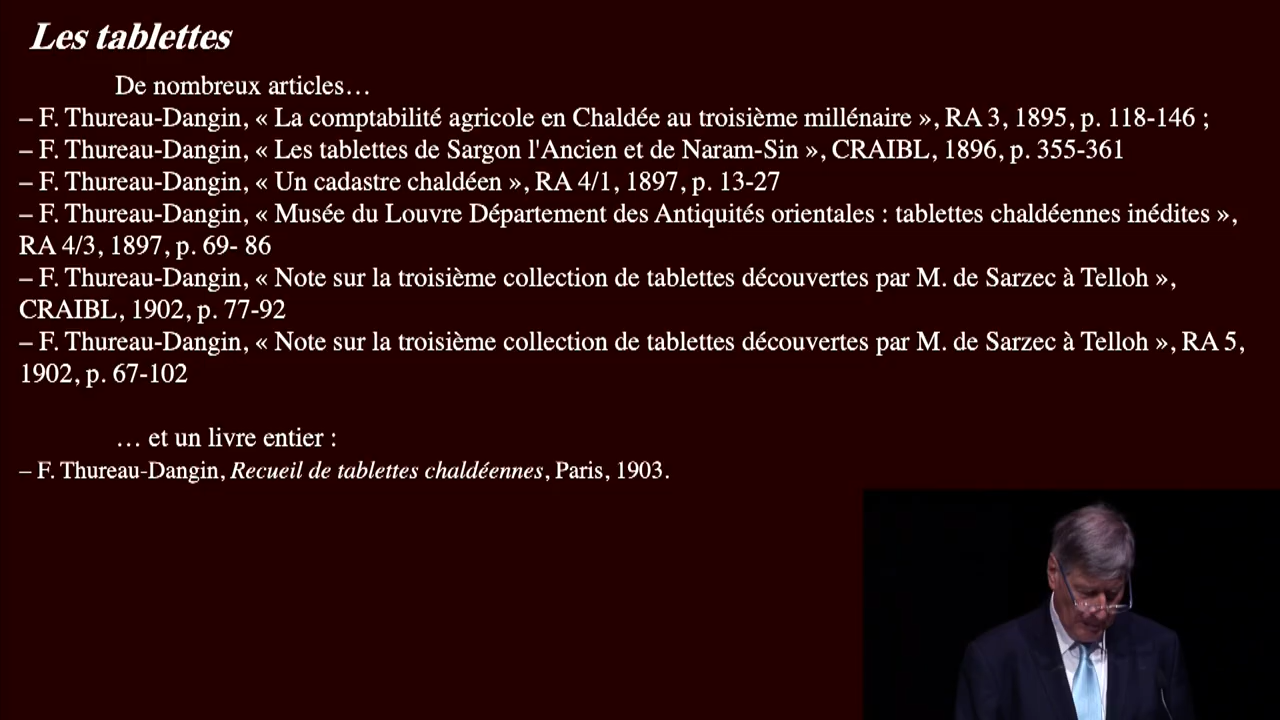 Les tablettes
De nombreux articles…
– F. Thureau-Dangin, « La comptabilité agricole en Chaldée au troisième millénaire », RA 3, 1895, p. 118-146 ;
– F. Thureau-Dangin, « Les tablettes de Sargon l'Ancien et de Naram-Sin », CRAIBL, 1896, p. 355-361
– F. Thureau-Dangin, « Un cadastre chaldéen », RA 4/1, 1897, p. 13-27
– F. Thureau-Dangin, « Musée du Louvre Département des Antiquités orientales : tablettes chaldéennes inédites »,
RA 4/3, 1897, p. 69- 86
– F. Thureau-Dangin, « Note sur la troisième collection de tablettes découvertes par M. de Sarzec à Telloh »,
CRAIBL, 1902, p. 77-92
– F. Thureau-Dangin, « Note sur la troisième collection de tablettes découvertes par M. de Sarzec à Telloh », RA 5,
1902, p. 67-102
… et un livre entier :
– F. Thureau-Dangin, Recueil de tablettes chaldéennes, Paris, 1903.